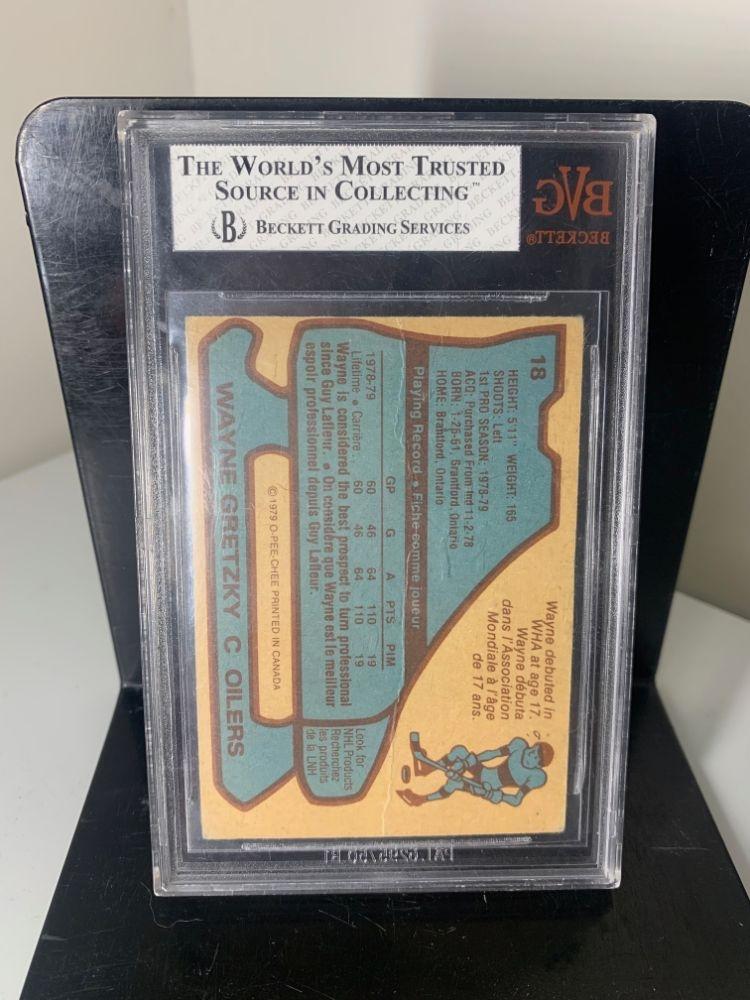 THE WORLD'S MOST TRUSTED
SOURCE IN COLLECTING™
B BECKETT GRADING SERVICES
BVG
BECKETT®
18
HEIGHT: 5'11" WEIGHT: 165
SHOOTS: Left
1st PRO SEASON: 1978-79
ACQ: Purchased From Ind 11-2-78
BORN: 1-26-61, Brantford, Ontario
HOME: Brantford, Ontario
Wayne debuted in
WHA at age 17.
Wayne débuta
dans l'Association
Mondiale à l'âge
de 17 ans.
Playing Record • Fiche comme joueur
GP G A PTS PIM
1978-79 60 46 64 110 19
Lifetime • Carrière 60 46 64 110 19
Wayne is considered the best prospect to turn professional
since Guy Lafleur. • On considère que Wayne est le meilleur
espoir professionnel depuis Guy Lafleur.
Look for
NHL Products
Recherchez
les produits
de la LNH
© 1979 O-PEE-CHEE PRINTED IN CANADA
WAYNE GRETZKY C OILERS